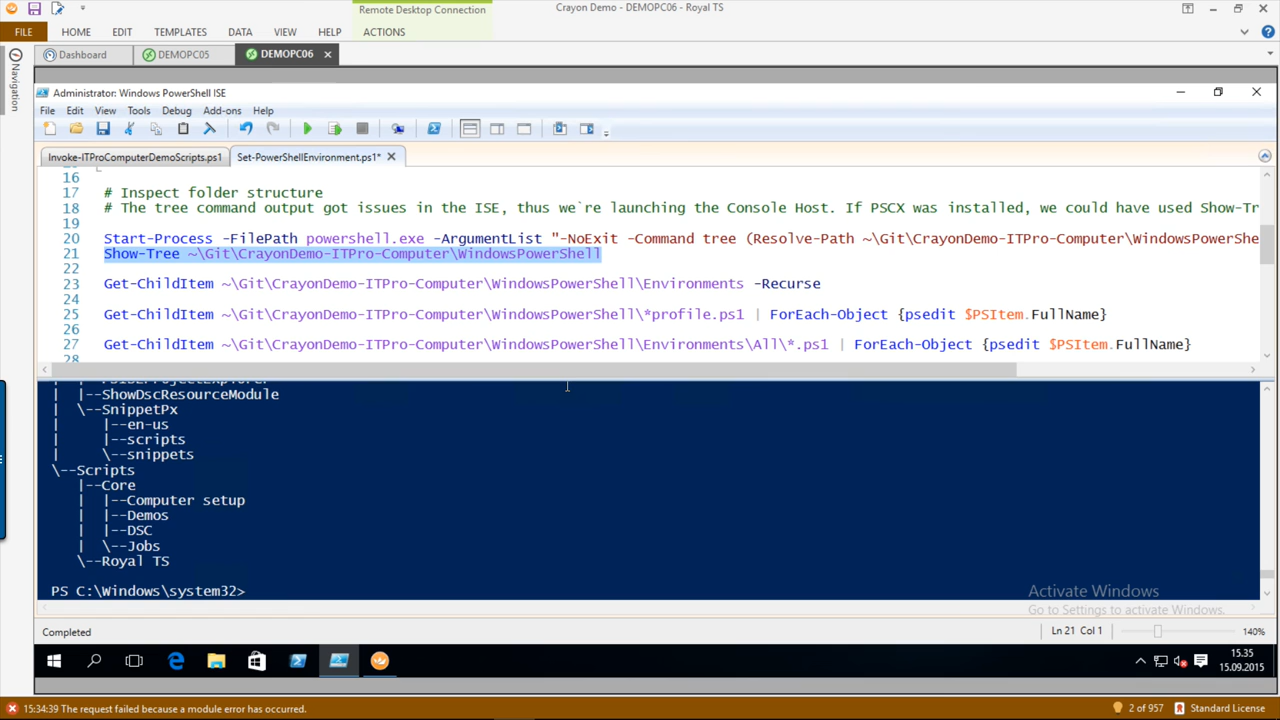 Remote Desktop Connection
Crayon Demo - DEMOPC06 - Royal TS
FILE
HOME
EDIT
TEMPLATES
DATA
VIEW
HELP
ACTIONS
Dashboard
DEMOPC05
DEMOPC06
Navigation
Administrator: Windows PowerShell ISE
File Edit View Tools Debug Add-ons Help
Invoke-ITProComputerDemoScripts.ps1
Set-PowerShellEnvironment.ps1*
16
17 # Inspect folder structure
18 # The tree command output got issues in the ISE, thus we`re launching the Console Host. If PSCX was installed, we could have used Show-Tr
19
20 Start-Process -FilePath powershell.exe -ArgumentList "-NoExit -Command tree (Resolve-Path ~\Git\CrayonDemo-ITPro-Computer\WindowsPowerShe
21 Show-Tree ~\Git\CrayonDemo-ITPro-Computer\WindowsPowerShell
22
23 Get-ChildItem ~\Git\CrayonDemo-ITPro-Computer\WindowsPowerShell\Environments -Recurse
24
25 Get-ChildItem ~\Git\CrayonDemo-ITPro-Computer\WindowsPowerShell\*profile.ps1 | ForEach-Object {psedit $PSItem.FullName}
26
27 Get-ChildItem ~\Git\CrayonDemo-ITPro-Computer\WindowsPowerShell\Environments\All\*.ps1 | ForEach-Object {psedit $PSItem.FullName}
28
| |--ShowDscResourceModule
| \--SnippetPx
| |--en-us
| |--scripts
| \--snippets
\--Scripts
|--Core
| |--Computer setup
| |--Demos
| |--DSC
| \--Jobs
\--Royal TS
PS C:\Windows\system32>
Activate Windows
Go to Settings to activate Windows.
Completed
Ln 21 Col 1
140%
15.35
15.09.2015
15:34:39 The request failed because a module error has occurred.
2 of 957
Standard License